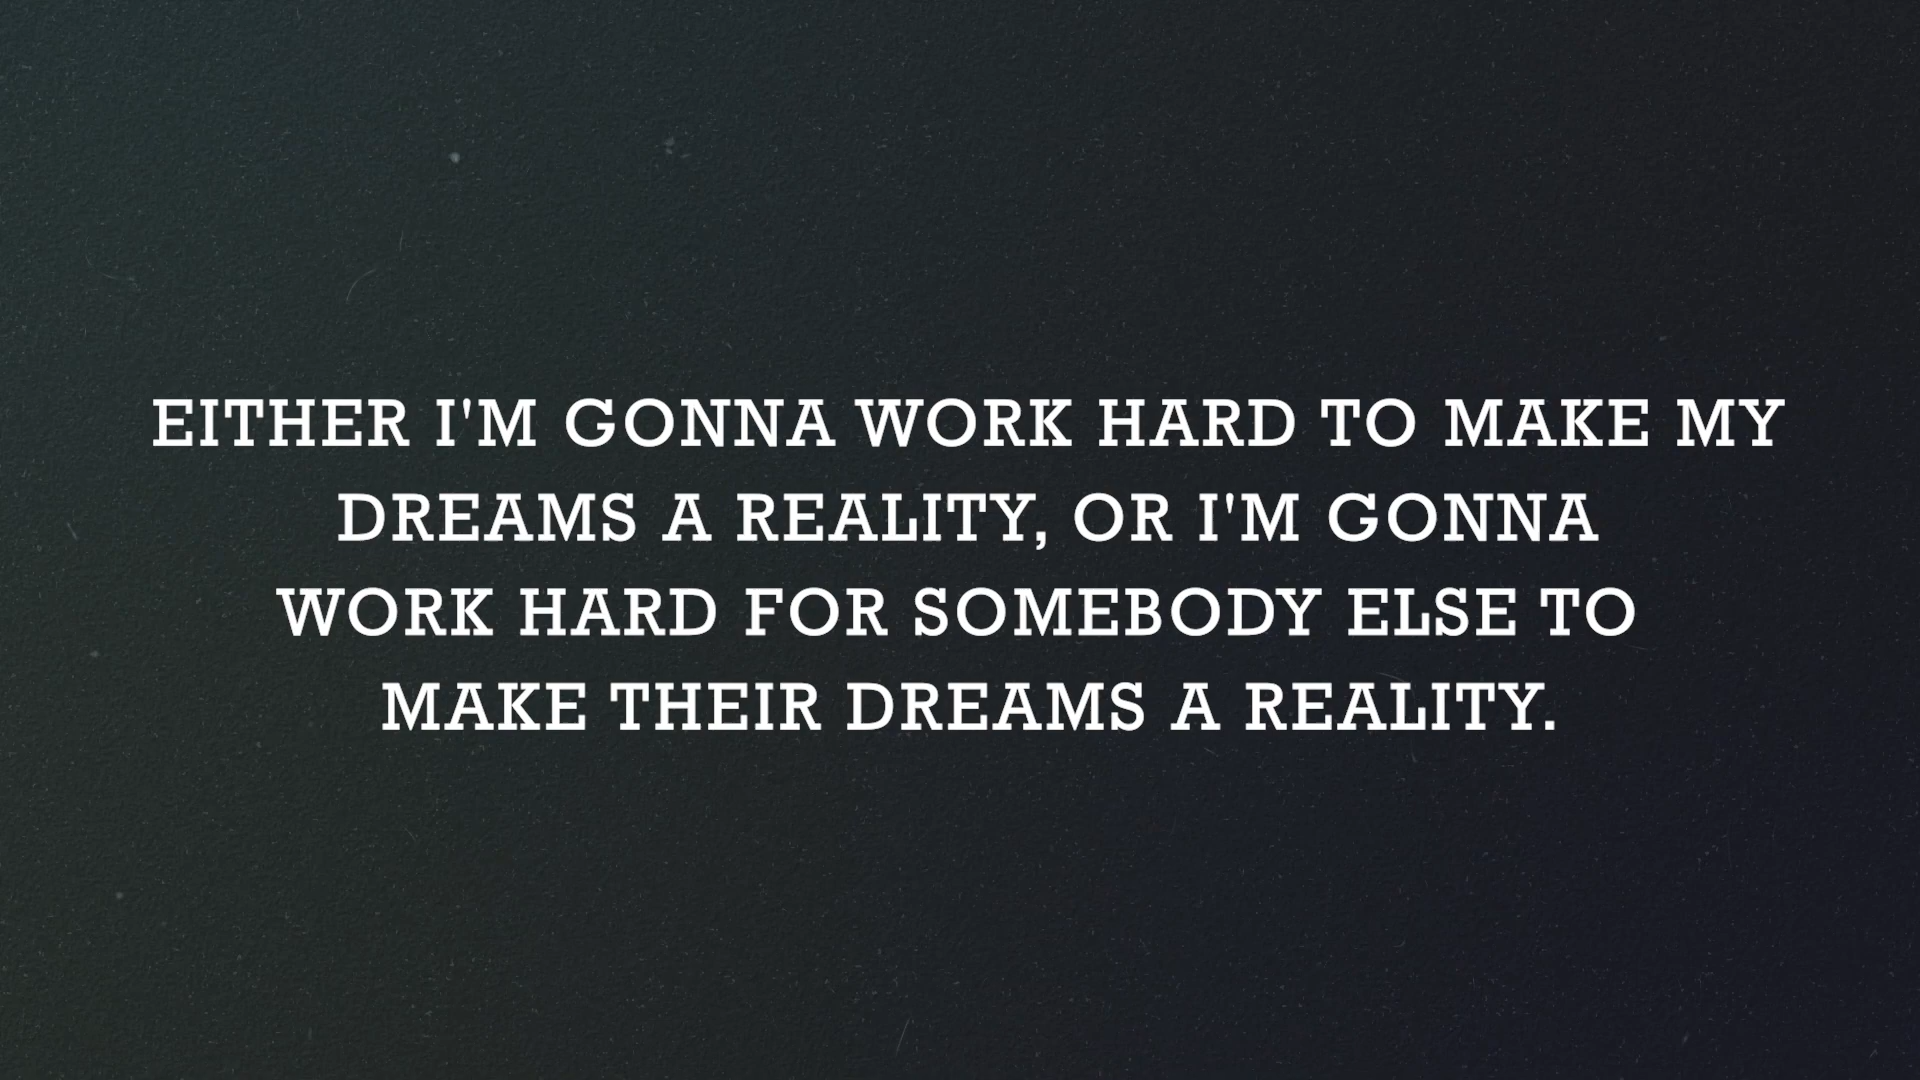 EITHER I'M GONNA WORK HARD TO MAKE MY
DREAMS A REALITY, OR I'M GONNA
WORK HARD FOR SOMEBODY ELSE TO
MAKE THEIR DREAMS A REALITY.